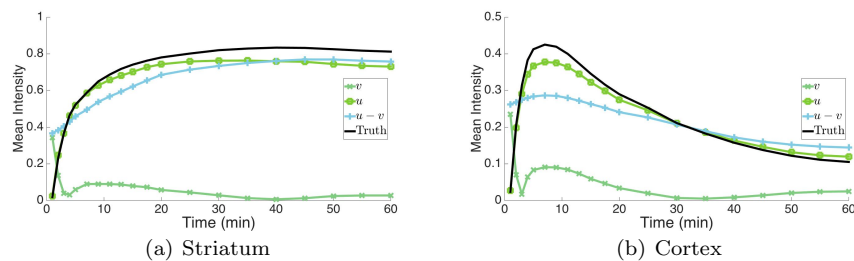 1
0.8
0.6
0.4
0.2
0
Mean Intensity
0 10 20 30 40 50 60
Time (min)
v
u
u − v
Truth
(a) Striatum
0.5
0.4
0.3
0.2
0.1
0
Mean Intensity
0 10 20 30 40 50 60
Time (min)
v
u
u − v
Truth
(b) Cortex